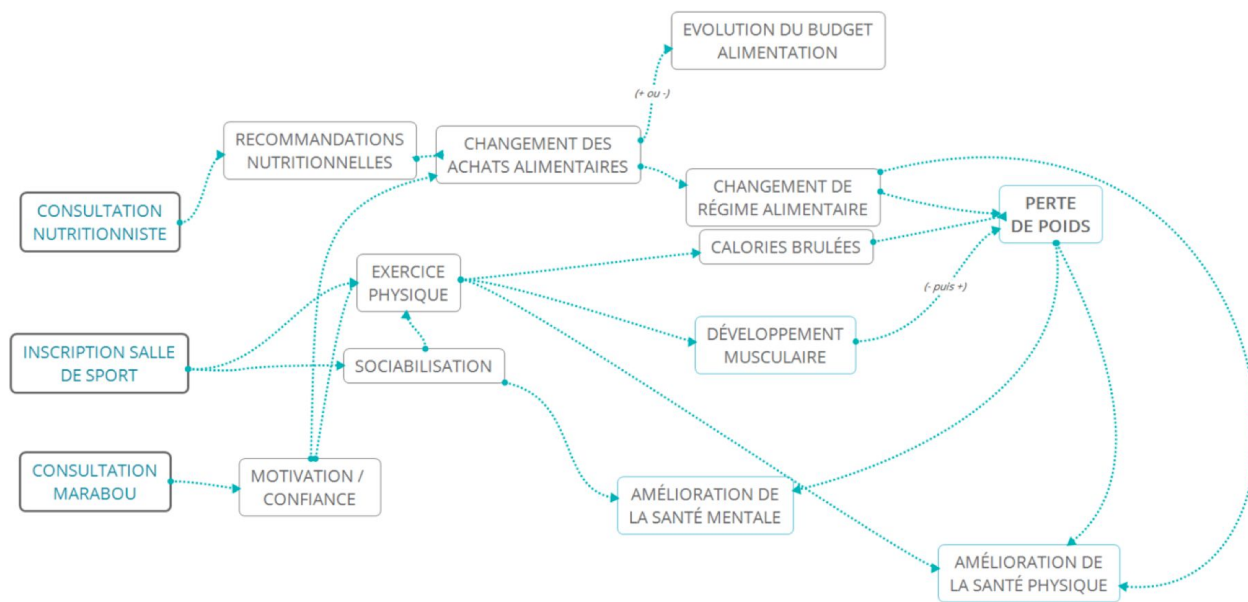 EVOLUTION DU BUDGET
ALIMENTATION
(+ ou -)
RECOMMANDATIONS
NUTRITIONNELLES
CHANGEMENT DES
ACHATS ALIMENTAIRES
CHANGEMENT DE
RÉGIME ALIMENTAIRE
PERTE
DE POIDS
CONSULTATION
NUTRITIONNISTE
CALORIES BRULÉES
EXERCICE
PHYSIQUE
(- puis +)
INSCRIPTION SALLE
DE SPORT
SOCIABILISATION
DÉVELOPPEMENT
MUSCULAIRE
CONSULTATION
MARABOU
MOTIVATION /
CONFIANCE
AMÉLIORATION DE
LA SANTÉ MENTALE
AMÉLIORATION DE
LA SANTÉ PHYSIQUE